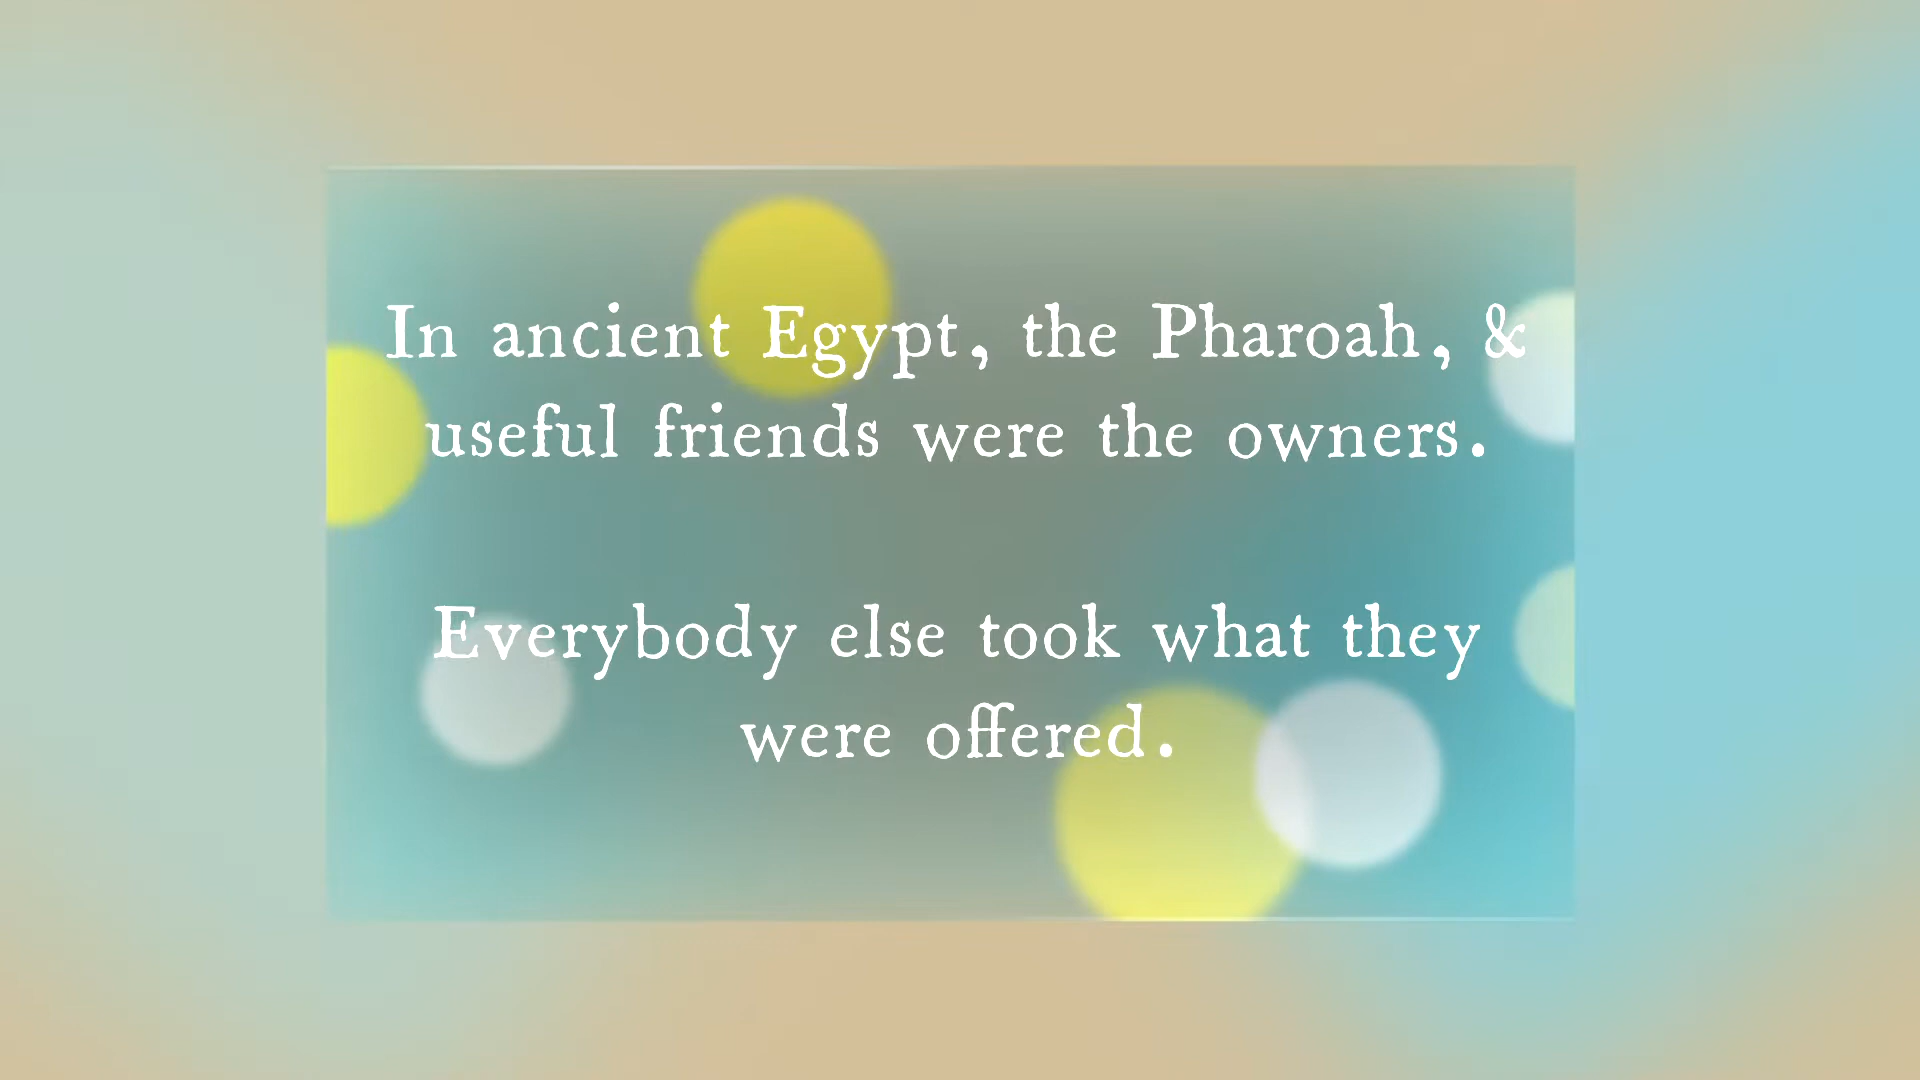 In ancient Egypt, the Pharoah, &
useful friends were the owners.
Everybody else took what they
were offered.